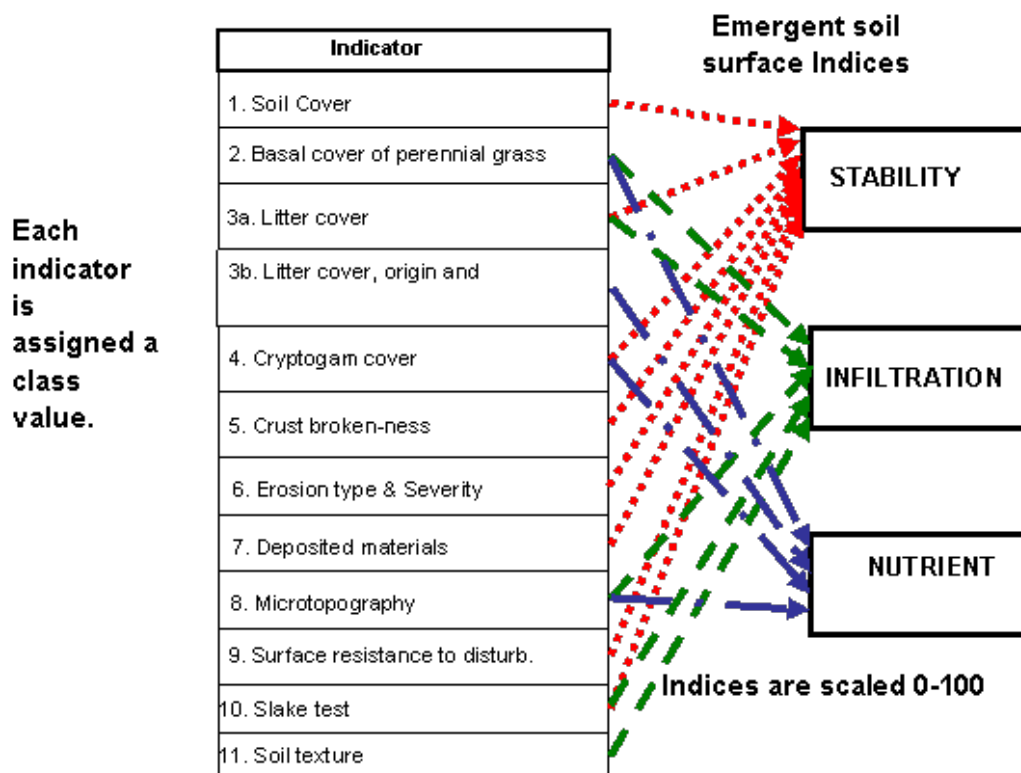 Each
indicator
is
assigned a
class
value.
Indicator
1. Soil Cover
2. Basal cover of perennial grass
3a. Litter cover
3b. Litter cover, origin and
4. Cryptogam cover
5. Crust broken-ness
6. Erosion type & Severity
7. Deposited materials
8. Microtopography
9. Surface resistance to disturb.
10. Slake test
11. Soil texture
Emergent soil
surface Indices
STABILITY
INFILTRATION
NUTRIENT
Indices are scaled 0-100